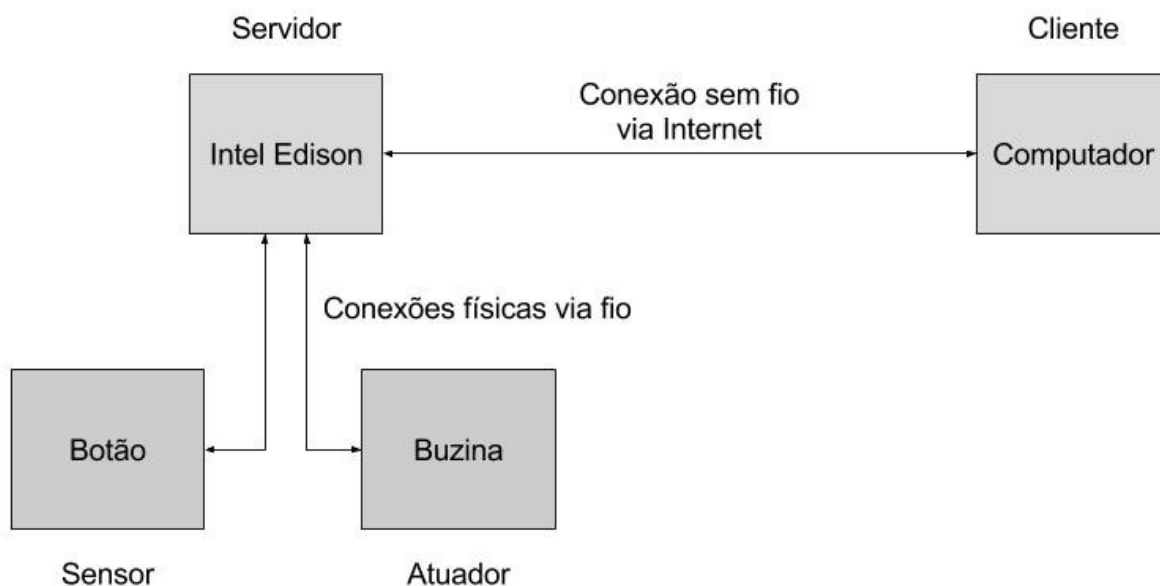 Servidor
Cliente
Intel Edison
Conexão sem fio
via Internet
Computador
Conexões físicas via fio
Botão
Buzina
Sensor
Atuador